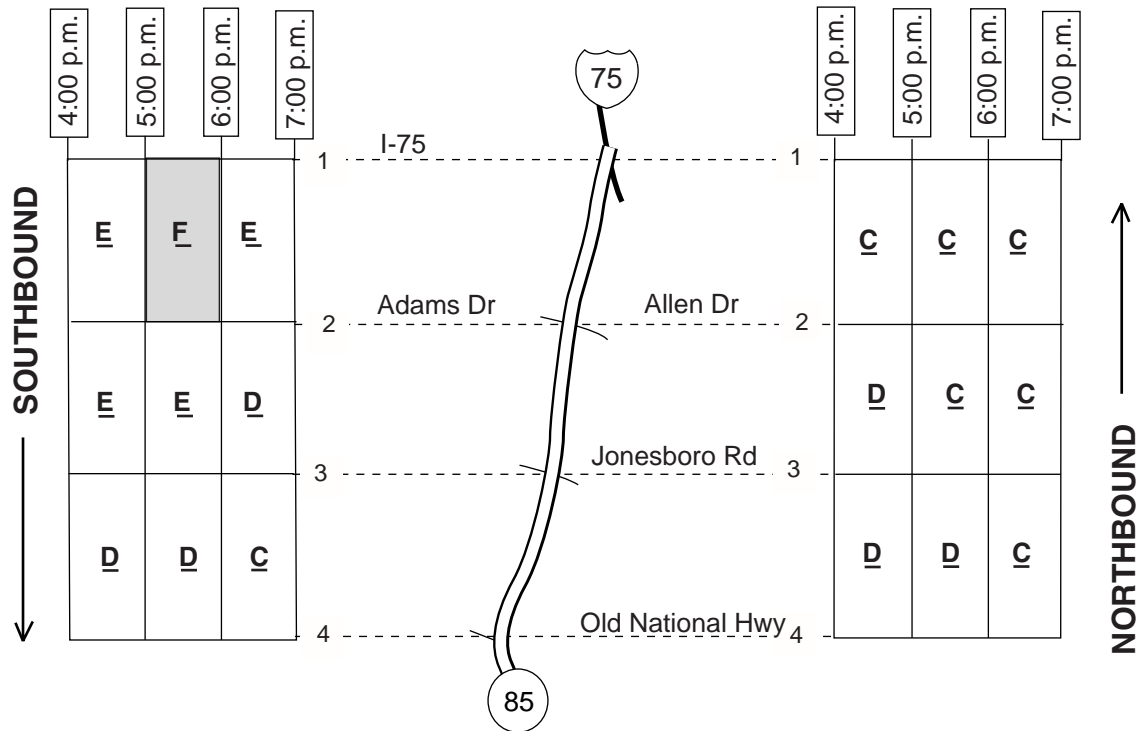 4:00 p.m. 5:00 p.m. 6:00 p.m. 7:00 p.m.
75
4:00 p.m. 5:00 p.m. 6:00 p.m. 7:00 p.m.
1 I-75 1
SOUTHBOUND
E F E
C C C
Adams Dr Allen Dr
2 2
E E D
D C C
Jonesboro Rd
3 3
NORTHBOUND
D D C
D D C
Old National Hwy
4 4
85